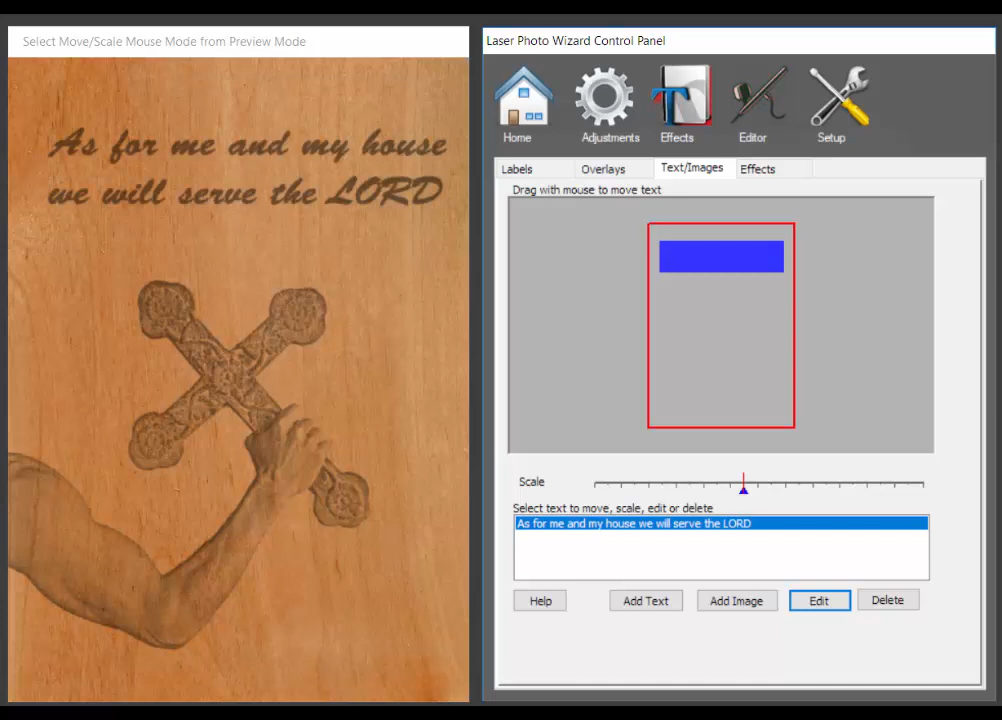 Select Move/Scale Mouse Mode from Preview Mode
As for me and my house
we will serve the LORD
Laser Photo Wizard Control Panel
Home Adjustments Effects Editor Setup
Labels Overlays Text/Images Effects
Drag with mouse to move text
Scale
Select text to move, scale, edit or delete
As for me and my house we will serve the LORD
Help Add Text Add Image Edit Delete